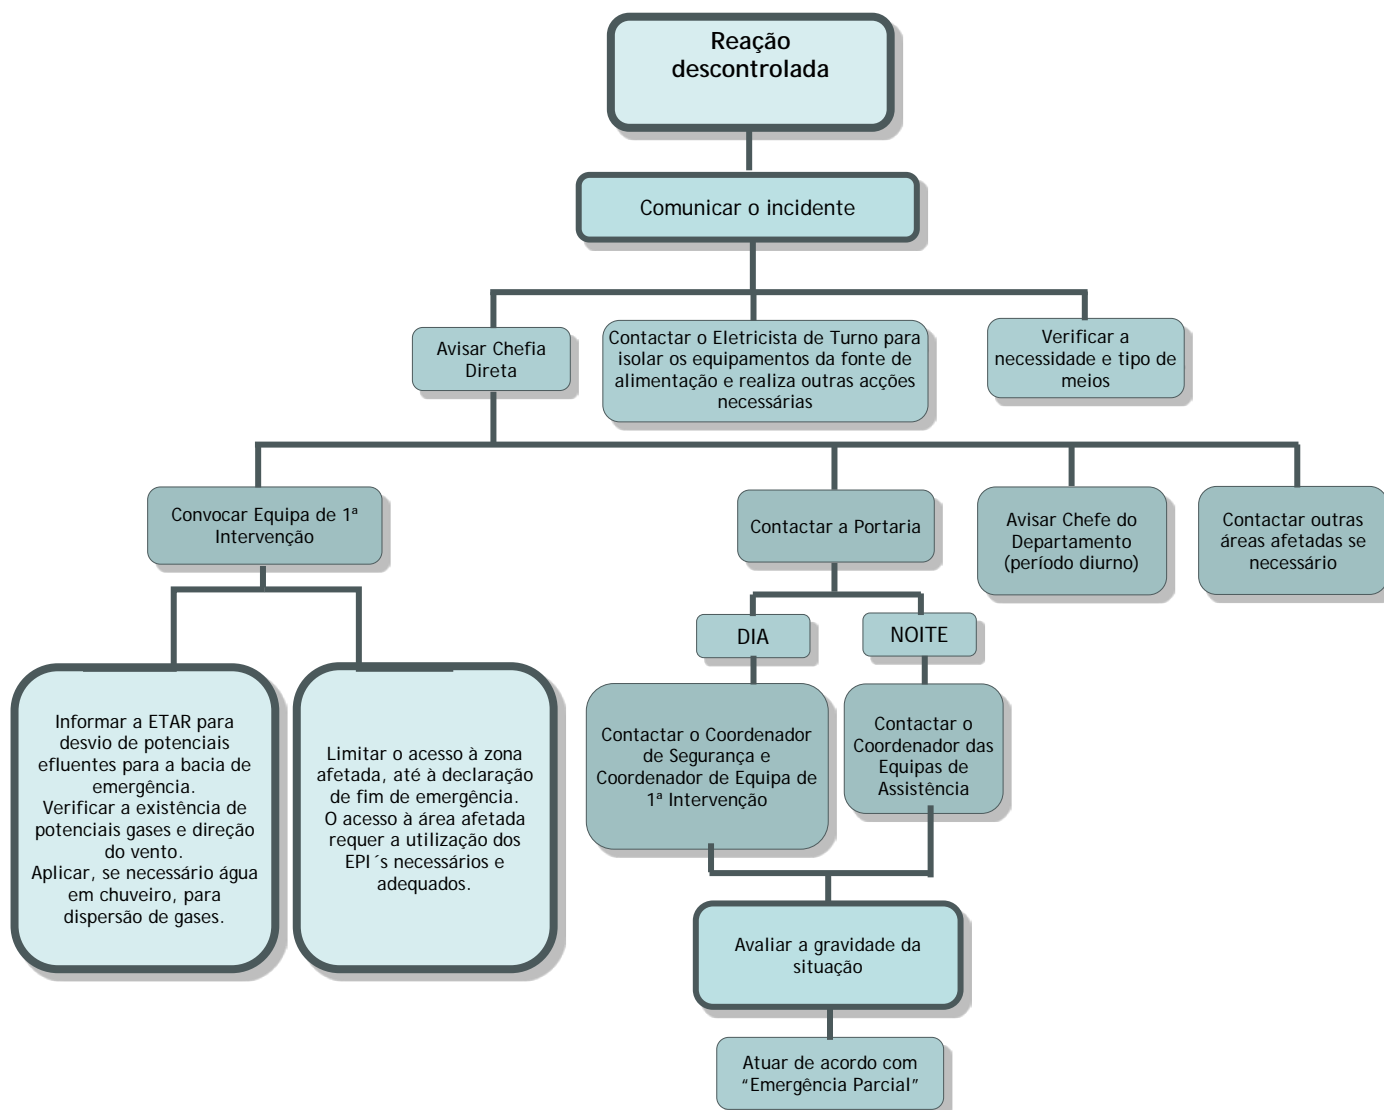 Reação
descontrolada
Comunicar o incidente
Avisar Chefia
Direta
Contactar o Eletricista de Turno para
isolar os equipamentos da fonte de
alimentação e realiza outras acções
necessárias
Verificar a
necessidade e tipo de
meios
Convocar Equipa de 1ª
Intervenção
Contactar a Portaria
Avisar Chefe do
Departamento
(período diurno)
Contactar outras
áreas afetadas se
necessário
DIA
NOITE
Informar a ETAR para
desvio de potenciais
efluentes para a bacia de
emergência.
Verificar a existência de
potenciais gases e direção
do vento.
Aplicar, se necessário água
em chuveiro, para
dispersão de gases.
Limitar o acesso à zona
afetada, até à declaração
de fim de emergência.
O acesso à área afetada
requer a utilização dos
EPI´s necessários e
adequados.
Contactar o Coordenador
de Segurança e
Coordenador de Equipa de
1ª Intervenção
Contactar o
Coordenador das
Equipas de
Assistência
Avaliar a gravidade da
situação
Atuar de acordo com
“Emergência Parcial”